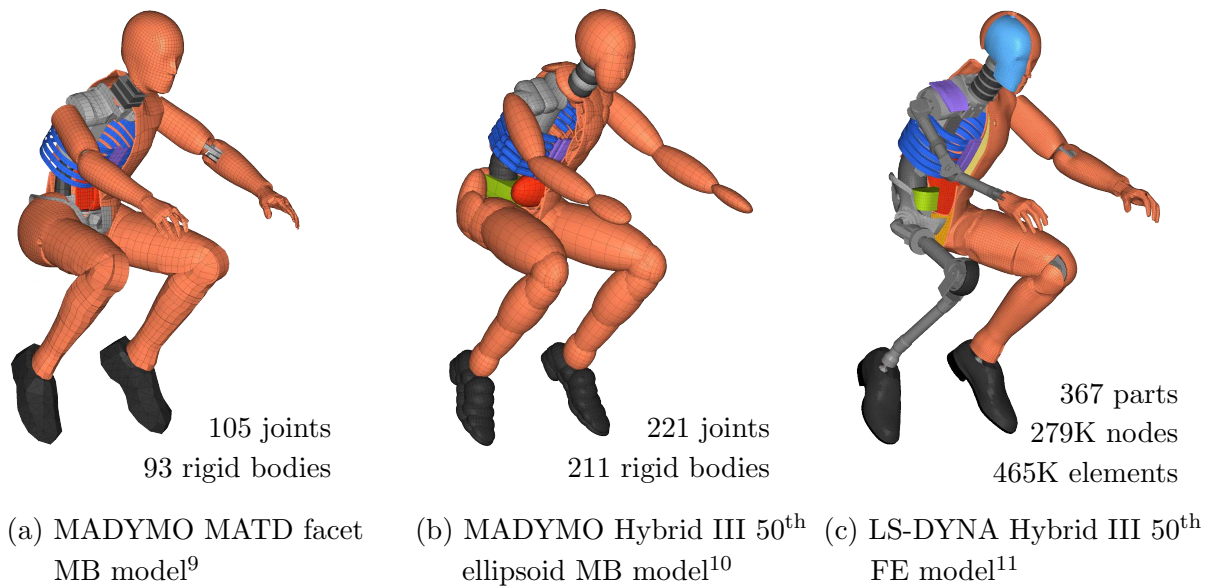 105 joints
93 rigid bodies
221 joints
211 rigid bodies
367 parts
279K nodes
465K elements
(a) MADYMO MATD facet
MB model⁹
(b) MADYMO Hybrid III 50ᵗʰ
ellipsoid MB model¹⁰
(c) LS-DYNA Hybrid III 50ᵗʰ
FE model¹¹